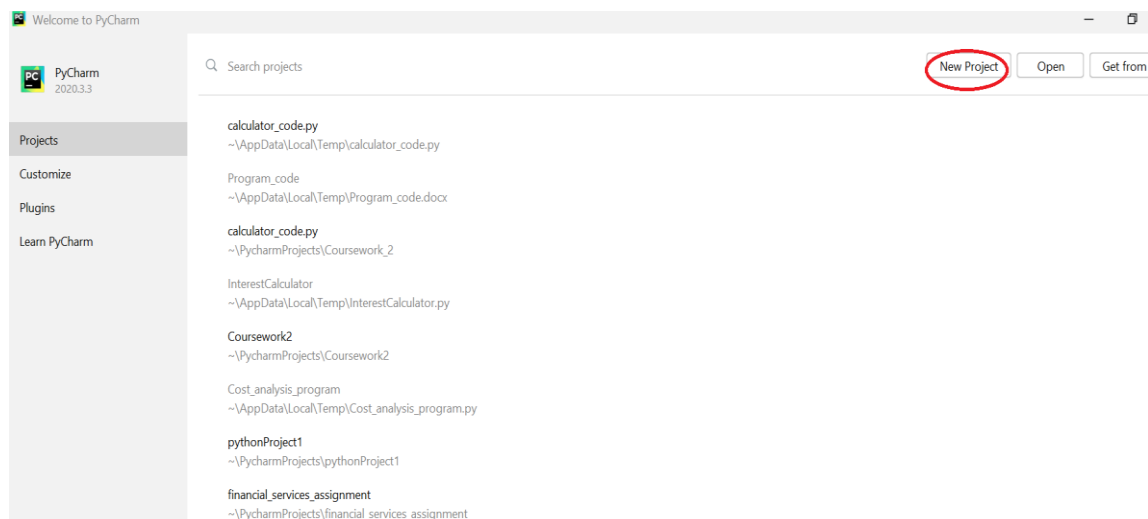 Welcome to PyCharm
PyCharm
2020.3.3
Search projects
New Project
Open
Get from
Projects
Customize
Plugins
Learn PyCharm
calculator_code.py
~\AppData\Local\Temp\calculator_code.py
Program_code
~\AppData\Local\Temp\Program_code.docx
calculator_code.py
~\PycharmProjects\Coursework_2
InterestCalculator
~\AppData\Local\Temp\InterestCalculator.py
Coursework2
~\PycharmProjects\Coursework2
Cost_analysis_program
~\AppData\Local\Temp\Cost_analysis_program.py
pythonProject1
~\PycharmProjects\pythonProject1
financial_services_assignment
~\PycharmProjects\financial_services_assignment